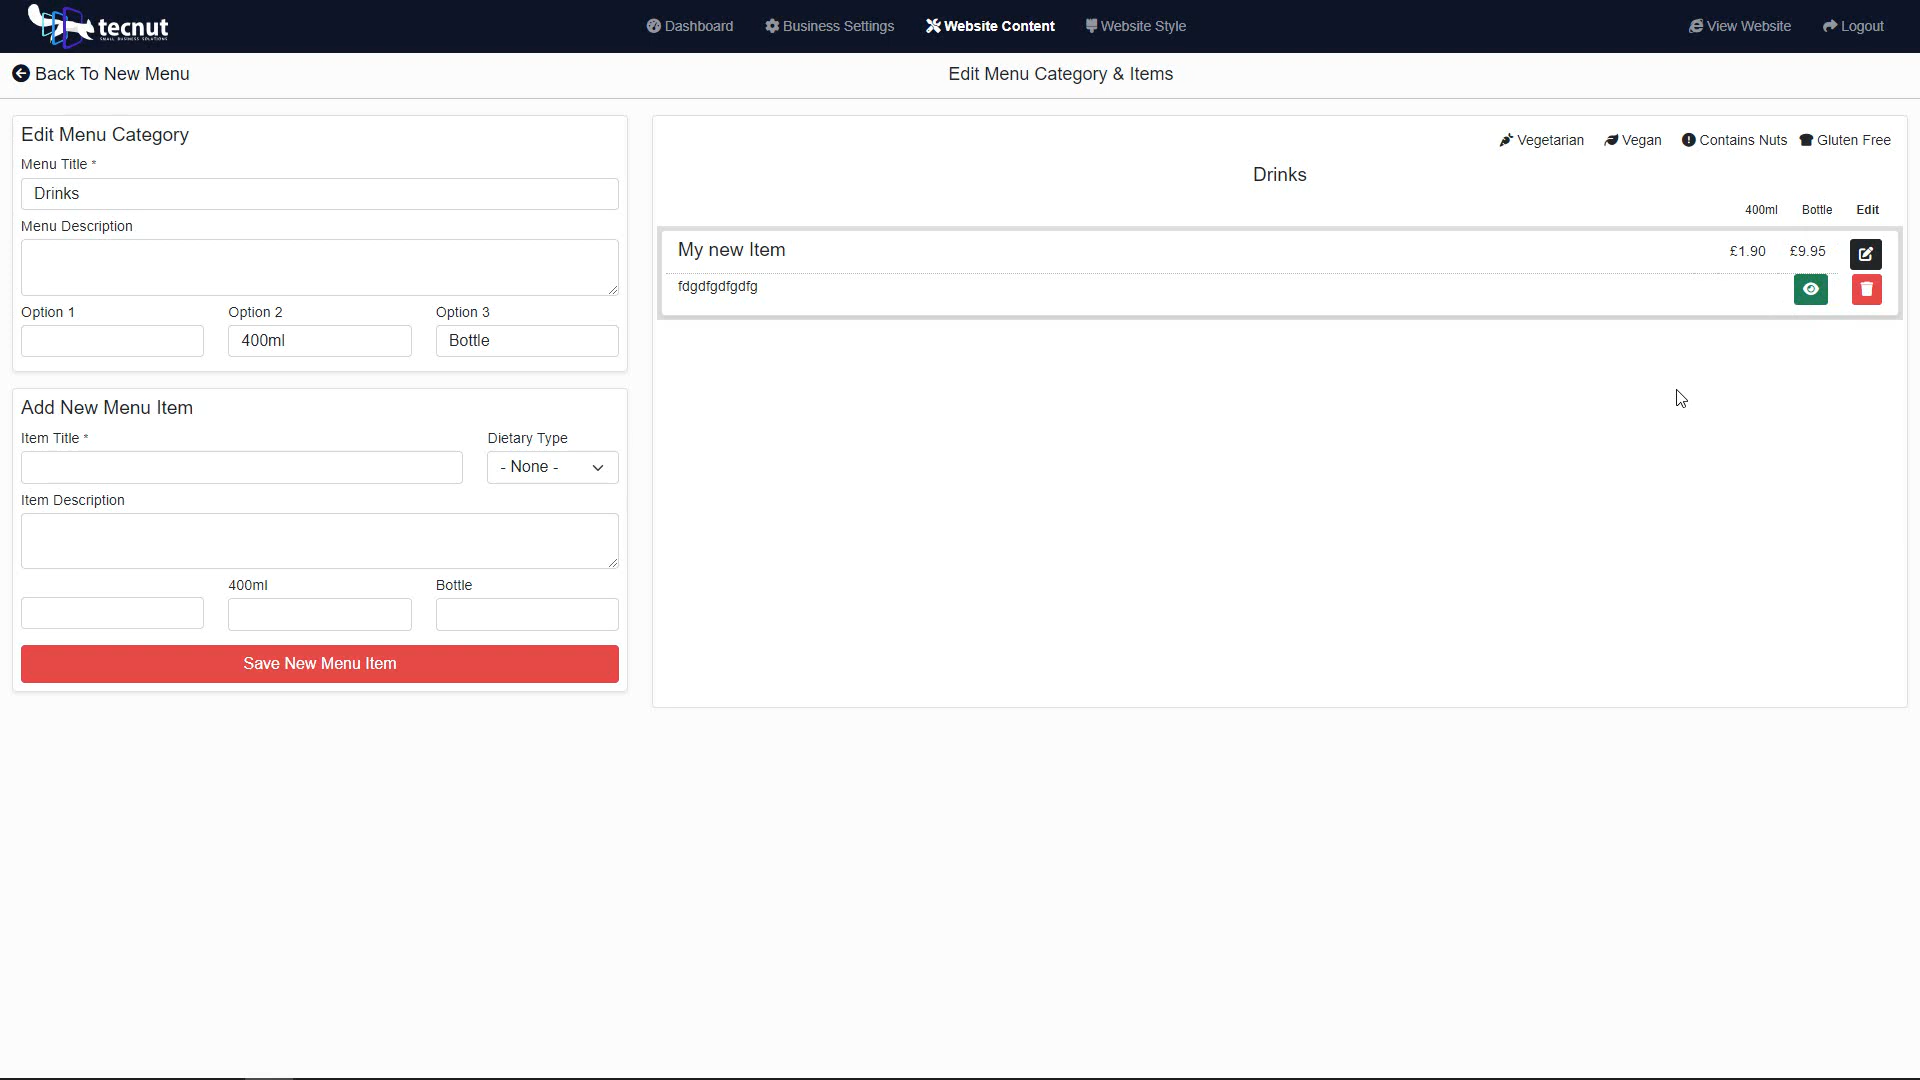 tecnut
SMALL BUSINESS SOLUTIONS
Dashboard
Business Settings
Website Content
Website Style
View Website
Logout
Back To New Menu
Edit Menu Category & Items
Edit Menu Category
Menu Title *
Drinks
Menu Description
Option 1
Option 2
Option 3
400ml
Bottle
Add New Menu Item
Item Title *
Dietary Type
- None -
Item Description
400ml
Bottle
Save New Menu Item
Vegetarian
Vegan
Contains Nuts
Gluten Free
Drinks
400ml
Bottle
Edit
My new Item
£1.90
£9.95
fdgdfgdfgdfg